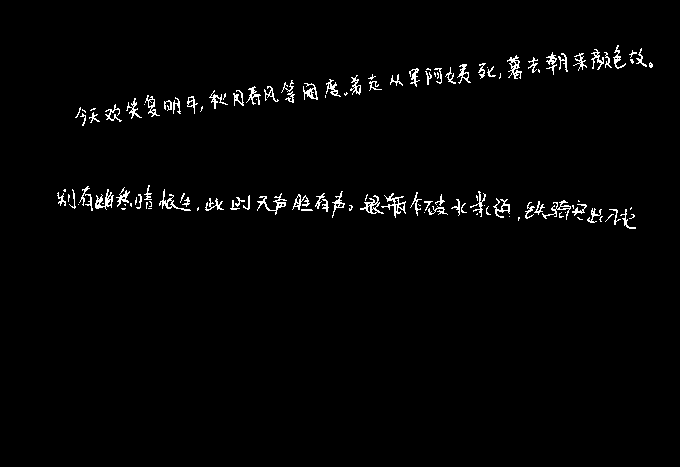 今天欢笑复明年,秋月春风等闲度。弟走从军阿姨死,暮去朝来颜色故。
别有幽愁暗恨生,此时无声胜有声。银瓶乍破水浆迸,铁骑突出刀枪